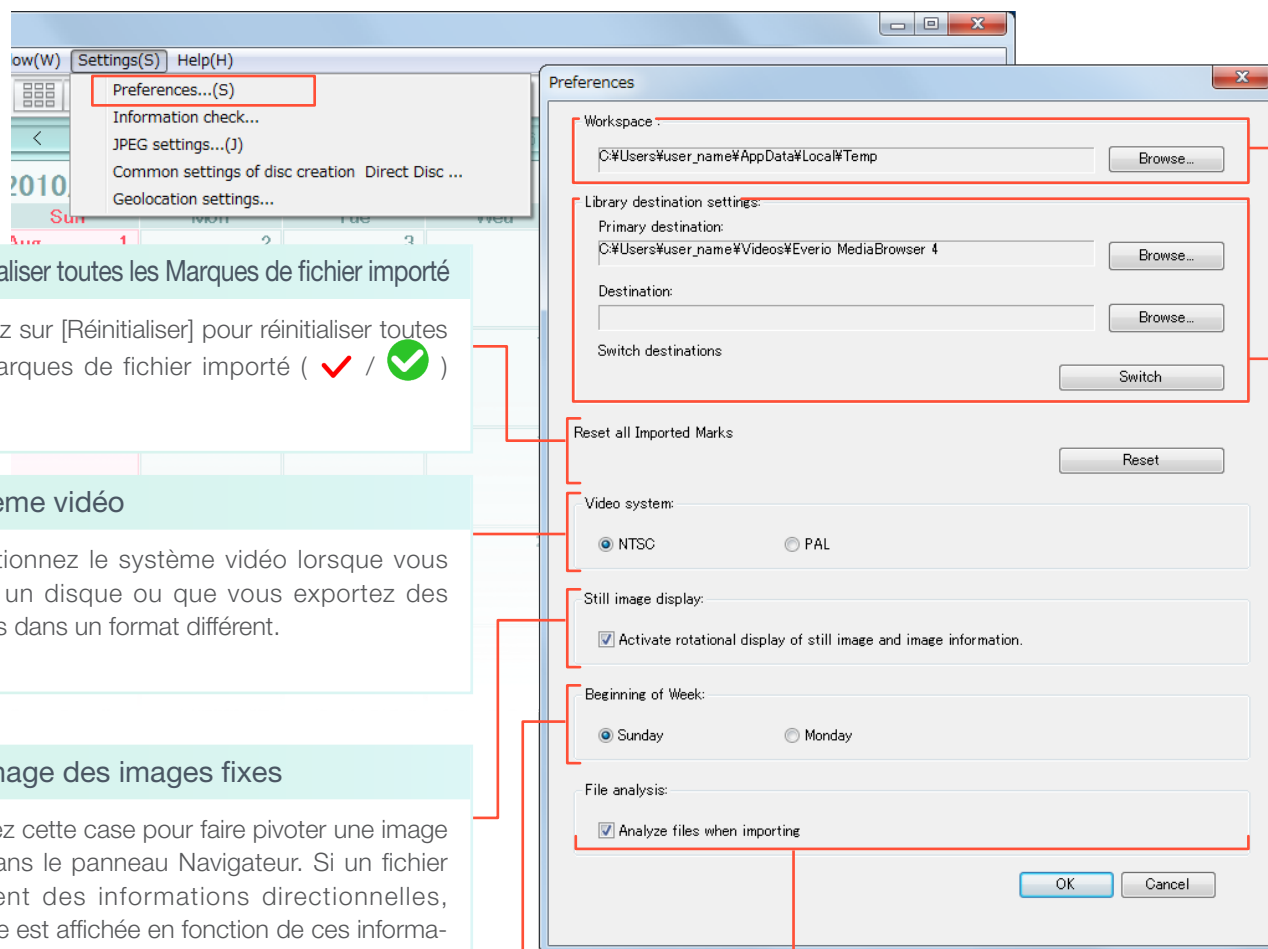 ow(W) Settings(S) Help(H)
Preferences...(S)
Information check...
JPEG settings...(J)
Common settings of disc creation Direct Disc ...
Geolocation settings...
2010
Sun Mon Tue Wed
Aug 1 2 3
aliser toutes les Marques de fichier importé
z sur [Réinitialiser] pour réinitialiser toutes
arques de fichier importé ( / )
ème vidéo
tionnez le système vidéo lorsque vous
un disque ou que vous exportez des
s dans un format différent.
hage des images fixes
ez cette case pour faire pivoter une image
ans le panneau Navigateur. Si un fichier
ent des informations directionnelles,
e est affichée en fonction de ces informa-
Preferences
Workspace :
C:¥Users¥user_name¥AppData¥Local¥Temp Browse...
Library destination settings:
Primary destination:
C:¥Users¥user_name¥Videos¥Everio MediaBrowser 4 Browse...
Destination:
Browse...
Switch destinations
Switch
Reset all Imported Marks
Reset
Video system:
NTSC PAL
Still image display:
Activate rotational display of still image and image information.
Beginning of Week:
Sunday Monday
File analysis:
Analyze files when importing
OK Cancel